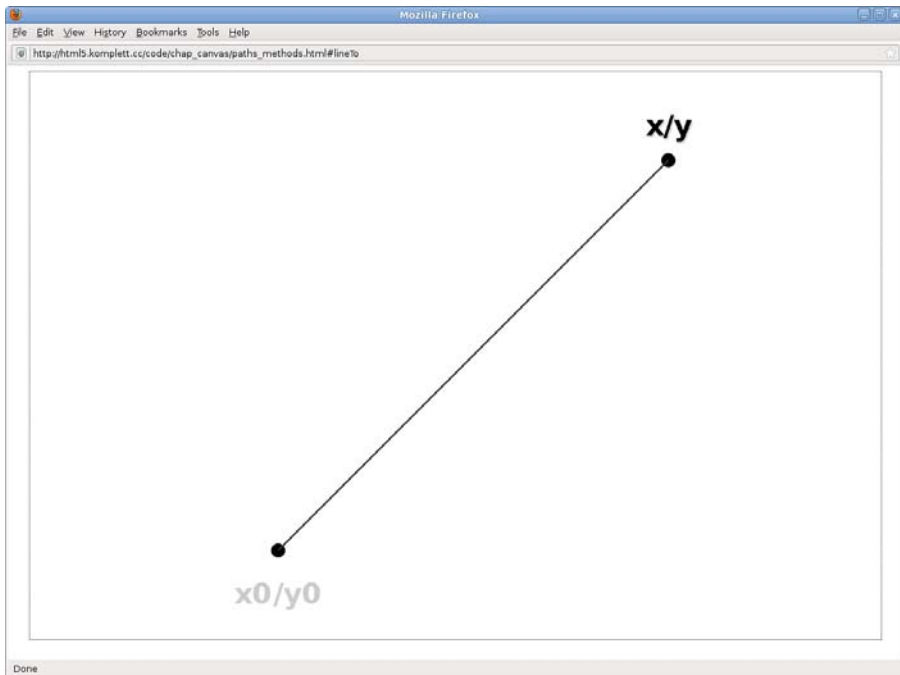 Mozilla Firefox
File Edit View History Bookmarks Tools Help
http://html5.komplett.cc/code/chap_canvas/paths_methods.html#lineTo
x/y
x0/y0
Done